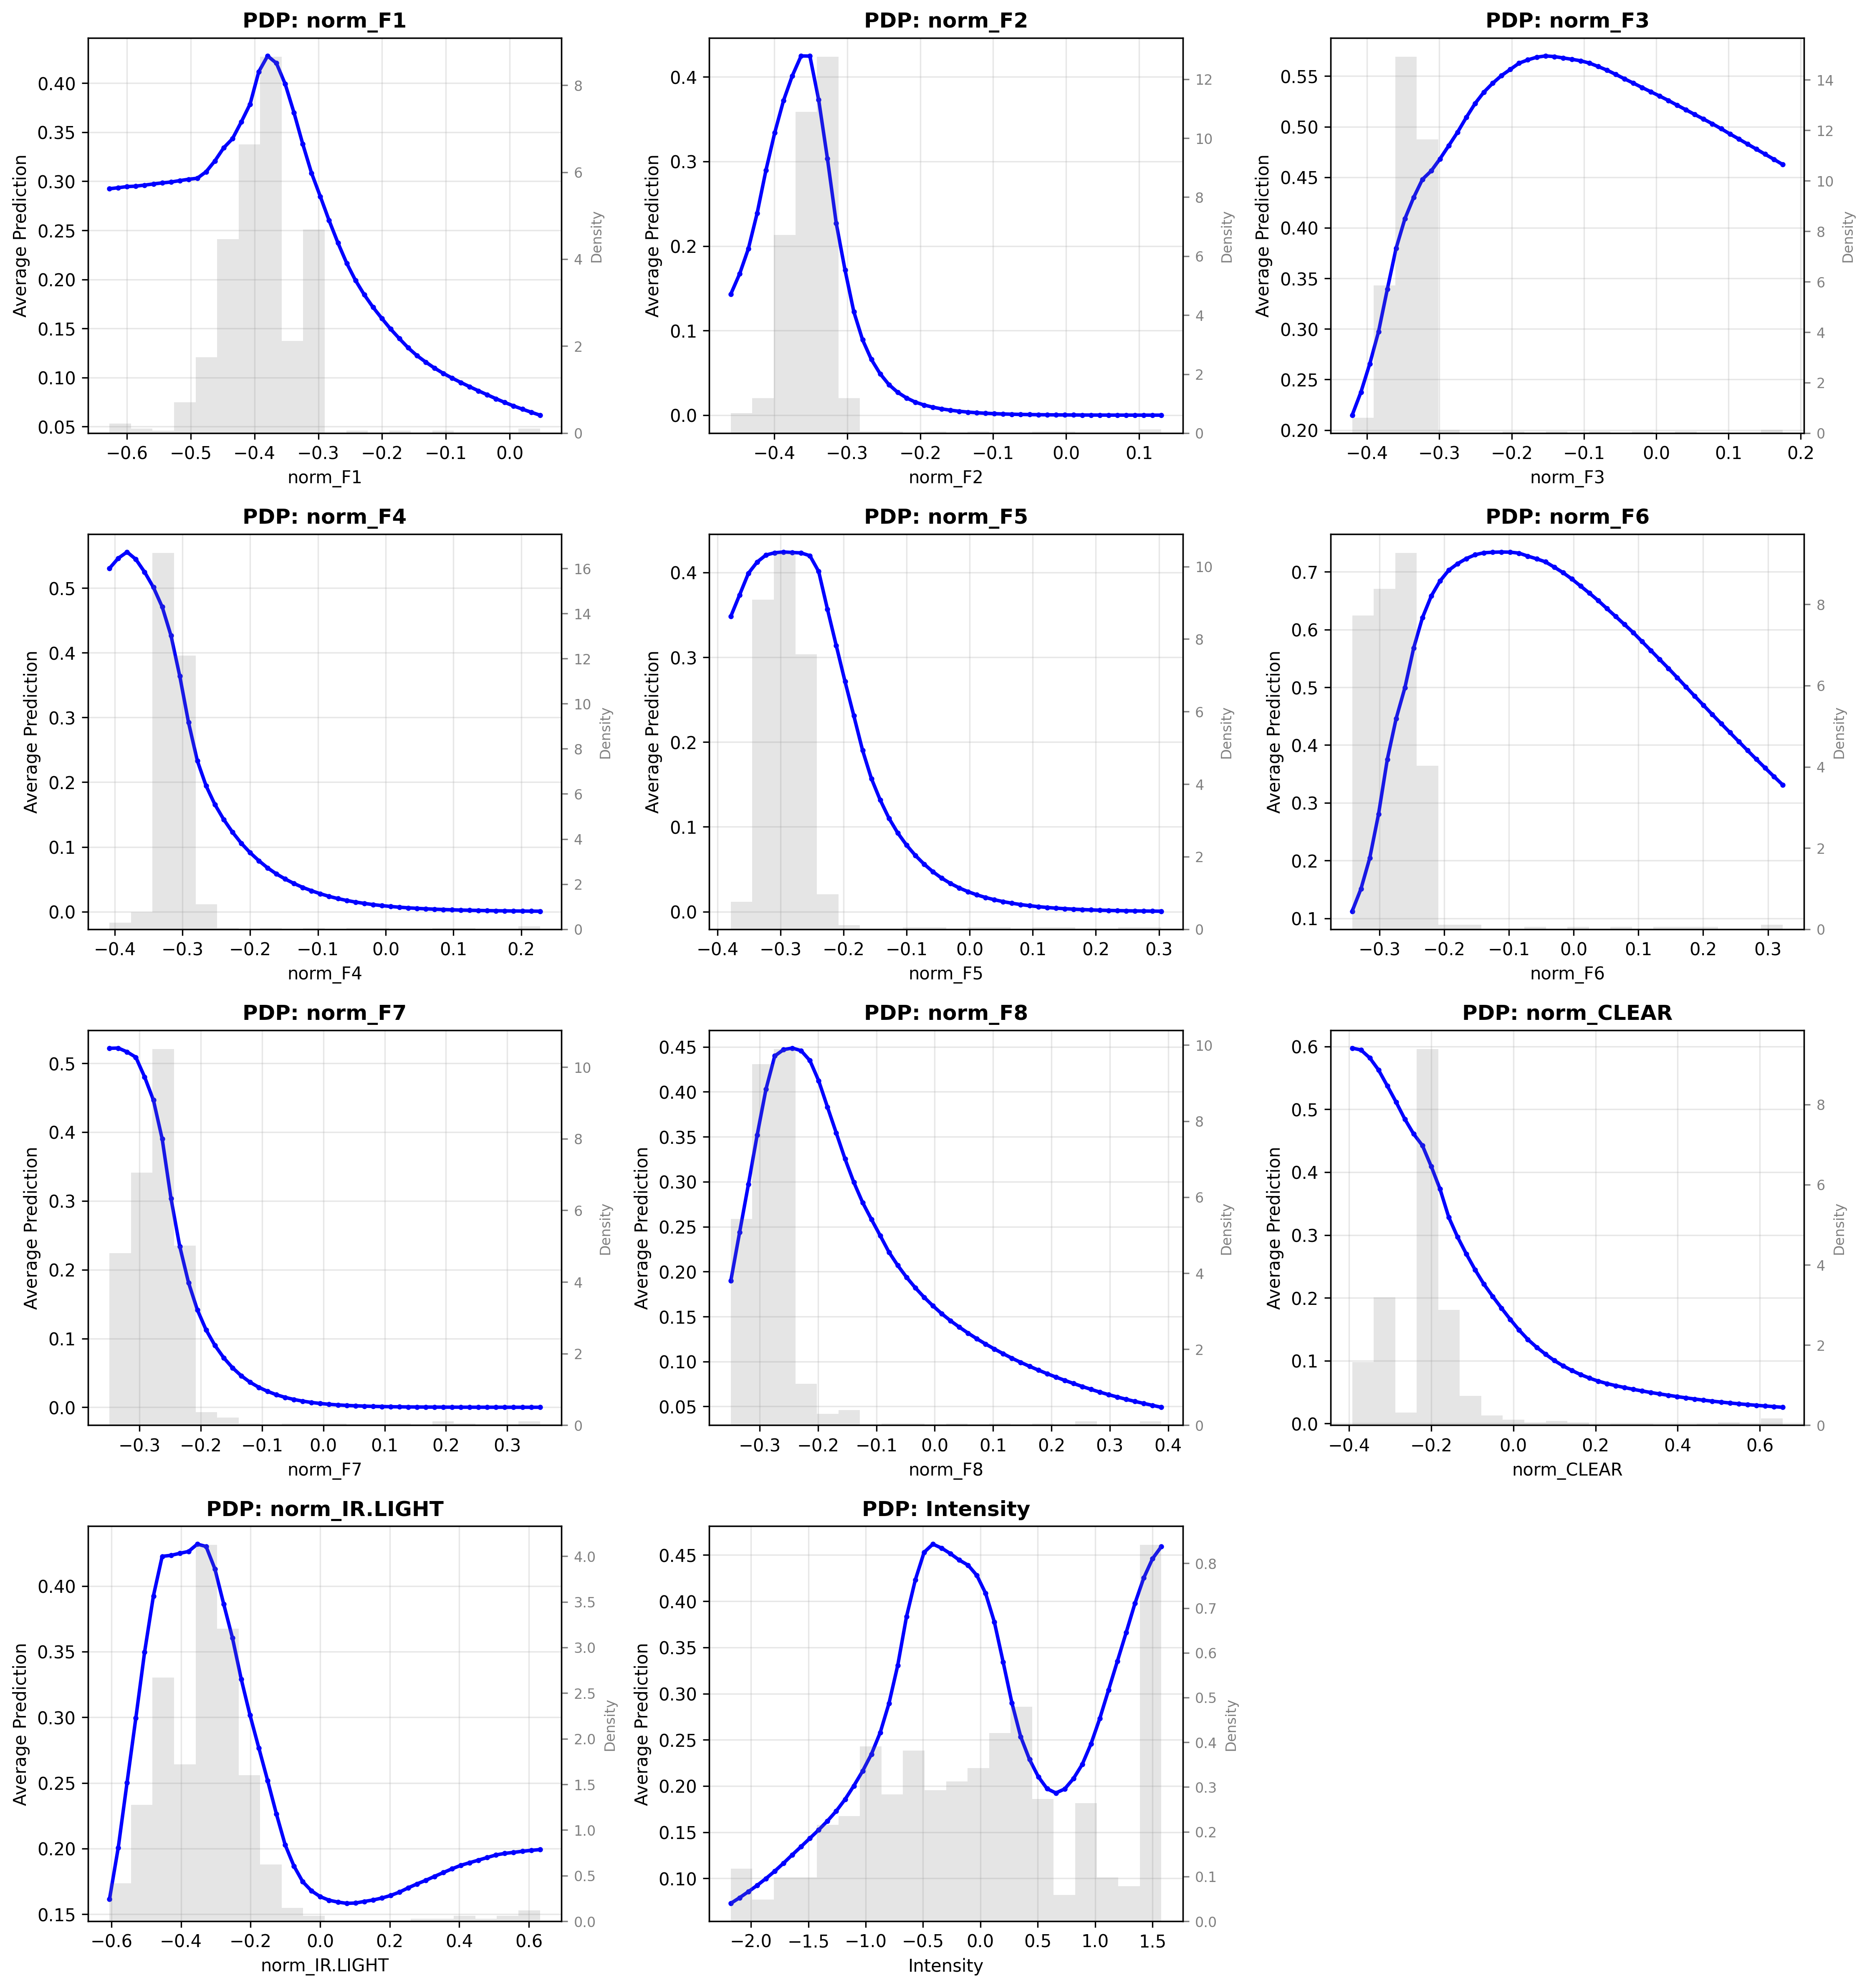 PDP: norm_F1
PDP: norm_F2
PDP: norm_F3
0.40
0.35
0.30
0.25
0.20
0.15
0.10
0.05
Average Prediction
8
6
4
2
0
Density
−0.6 −0.5 −0.4 −0.3 −0.2 −0.1 0.0
norm_F1
0.4
0.3
0.2
0.1
0.0
Average Prediction
12
10
8
6
4
2
0
Density
−0.4 −0.3 −0.2 −0.1 0.0 0.1
norm_F2
0.55
0.50
0.45
0.40
0.35
0.30
0.25
0.20
Average Prediction
14
12
10
8
6
4
2
0
Density
−0.4 −0.3 −0.2 −0.1 0.0 0.1 0.2
norm_F3
PDP: norm_F4
PDP: norm_F5
PDP: norm_F6
0.5
0.4
0.3
0.2
0.1
0.0
Average Prediction
16
14
12
10
8
6
4
2
0
Density
−0.4 −0.3 −0.2 −0.1 0.0 0.1 0.2
norm_F4
0.4
0.3
0.2
0.1
0.0
Average Prediction
10
8
6
4
2
0
Density
−0.4 −0.3 −0.2 −0.1 0.0 0.1 0.2 0.3
norm_F5
0.7
0.6
0.5
0.4
0.3
0.2
0.1
Average Prediction
8
6
4
2
0
Density
−0.3 −0.2 −0.1 0.0 0.1 0.2 0.3
norm_F6
PDP: norm_F7
PDP: norm_F8
PDP: norm_CLEAR
0.5
0.4
0.3
0.2
0.1
0.0
Average Prediction
10
8
6
4
2
0
Density
−0.3 −0.2 −0.1 0.0 0.1 0.2 0.3
norm_F7
0.45
0.40
0.35
0.30
0.25
0.20
0.15
0.10
0.05
Average Prediction
10
8
6
4
2
0
Density
−0.3 −0.2 −0.1 0.0 0.1 0.2 0.3 0.4
norm_F8
0.6
0.5
0.4
0.3
0.2
0.1
0.0
Average Prediction
8
6
4
2
0
Density
−0.4 −0.2 0.0 0.2 0.4 0.6
norm_CLEAR
PDP: norm_IR.LIGHT
PDP: Intensity
0.40
0.35
0.30
0.25
0.20
0.15
Average Prediction
4.0
3.5
3.0
2.5
2.0
1.5
1.0
0.5
0.0
Density
−0.6 −0.4 −0.2 0.0 0.2 0.4 0.6
norm_IR.LIGHT
0.45
0.40
0.35
0.30
0.25
0.20
0.15
0.10
Average Prediction
0.8
0.7
0.6
0.5
0.4
0.3
0.2
0.1
0.0
Density
−2.0 −1.5 −1.0 −0.5 0.0 0.5 1.0 1.5
Intensity